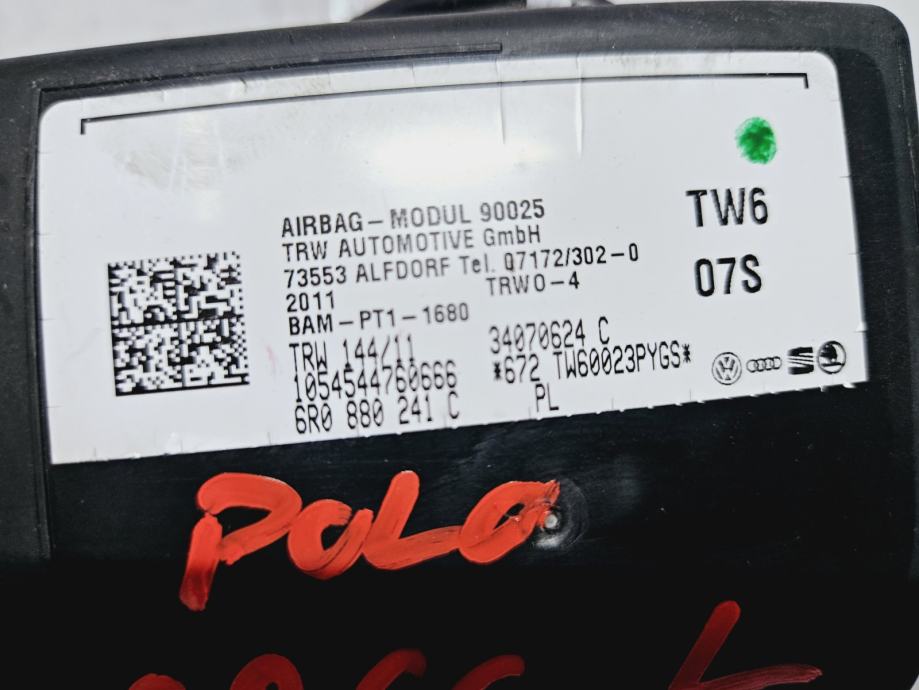 AIRBAG-MODUL 90025
TRW AUTOMOTIVE GmbH
73553 ALFDORF Tel. 07172/302-0
2011 TRWO-4
BAM-PT1-1680
TRW 144/11 34070624 C
1054544760666 *672 TW60023PYGS*
6R0 880 241 C PL
TW6
07S
POLO